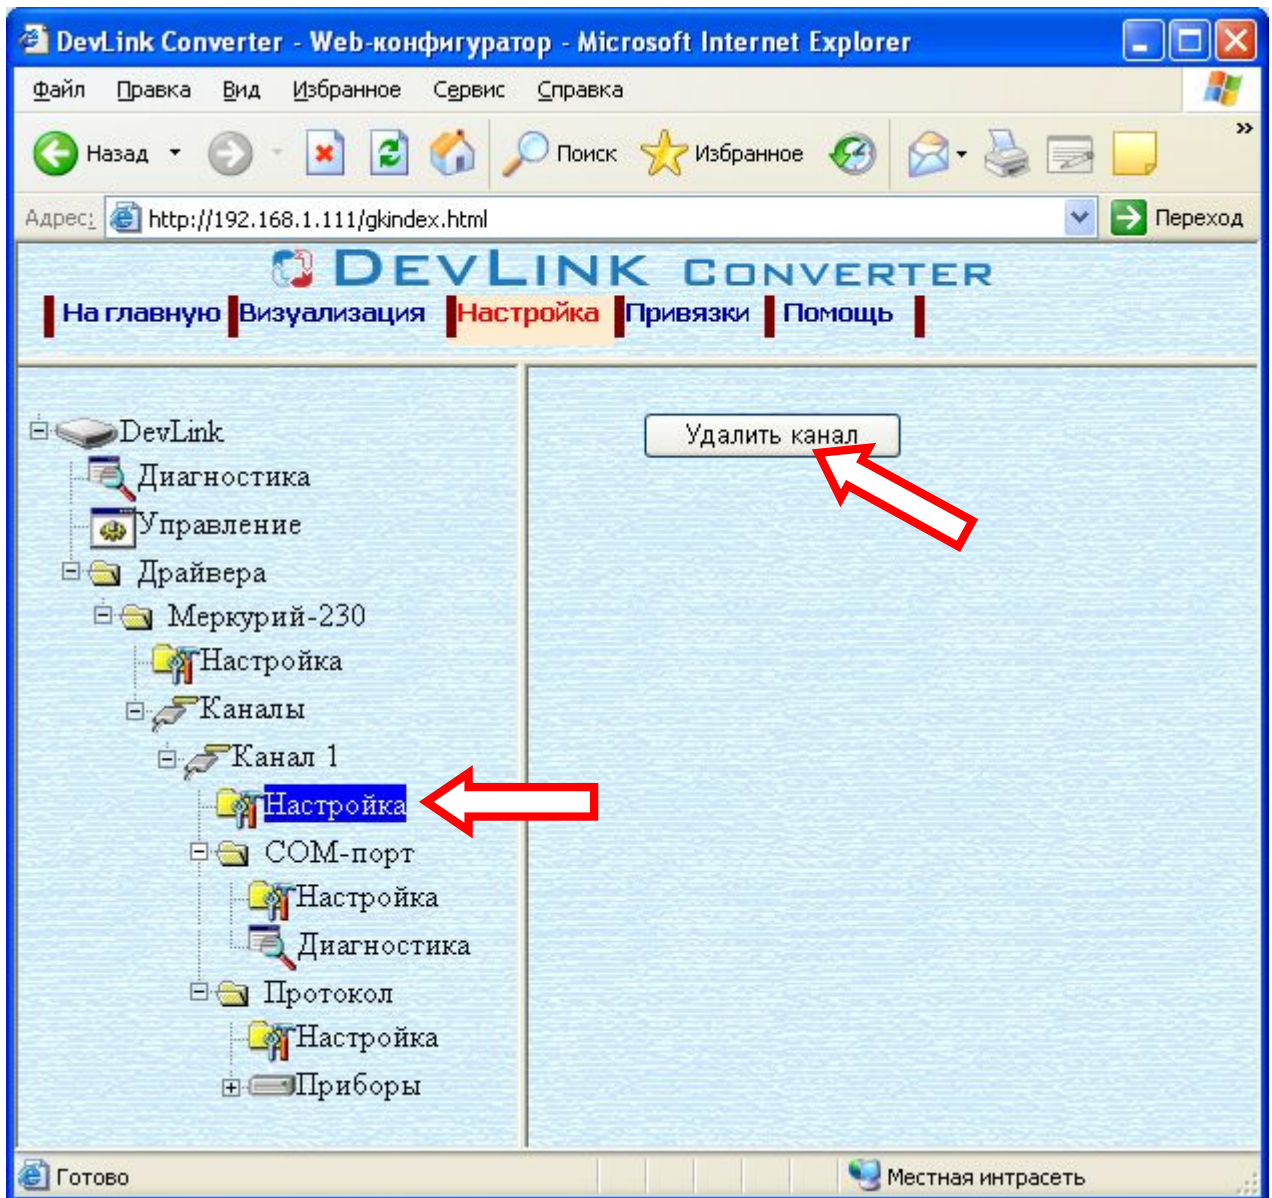 DevLink Converter - Web-конфигуратор - Microsoft Internet Explorer
Файл Правка Вид Избранное Сервис Справка
Назад Поиск Избранное »
Адрес: http://192.168.1.111/gkindex.html Переход
DEVLINK CONVERTER
На главную Визуализация Настройка Привязки Помощь
DevLink
Диагностика
Управление
Драйвера
Меркурий-230
Настройка
Каналы
Канал 1
Настройка
COM-порт
Настройка
Диагностика
Протокол
Настройка
Приборы
Удалить канал
Готово Местная интрасеть